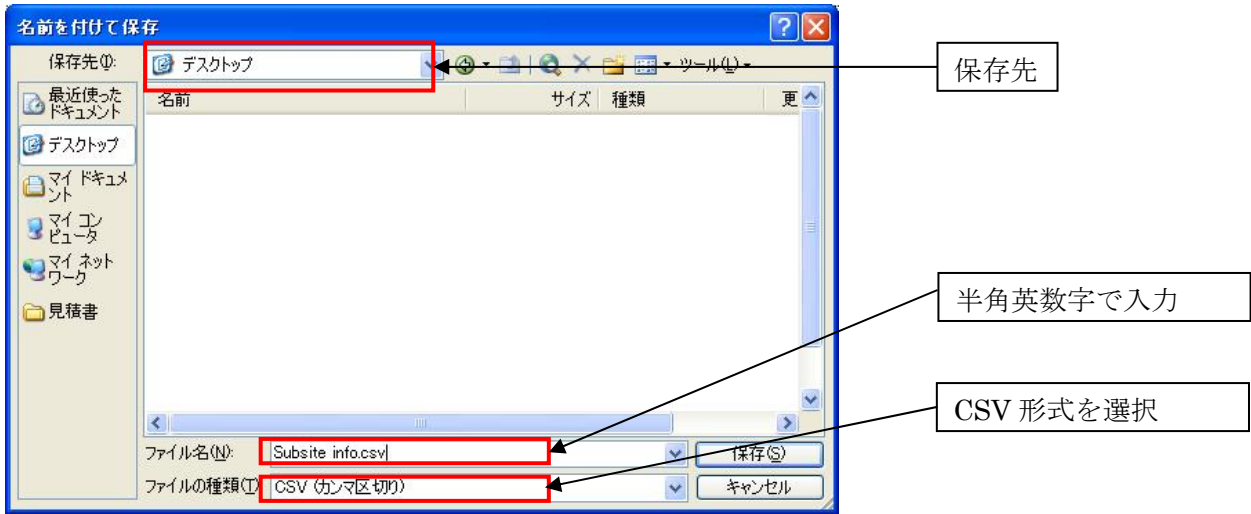 名前を付けて保存
保存先(I):
デスクトップ
ツール(L)
保存先
最近使った
ドキュメント
名前
サイズ
種類
更
デスクトップ
マイ ドキュメ
ント
マイ コン
ピュータ
マイ ネット
ワーク
見積書
半角英数字で入力
CSV 形式を選択
ファイル名(N):
Subsite info.csv
保存(S)
ファイルの種類(T)
CSV (カンマ区切り)
キャンセル